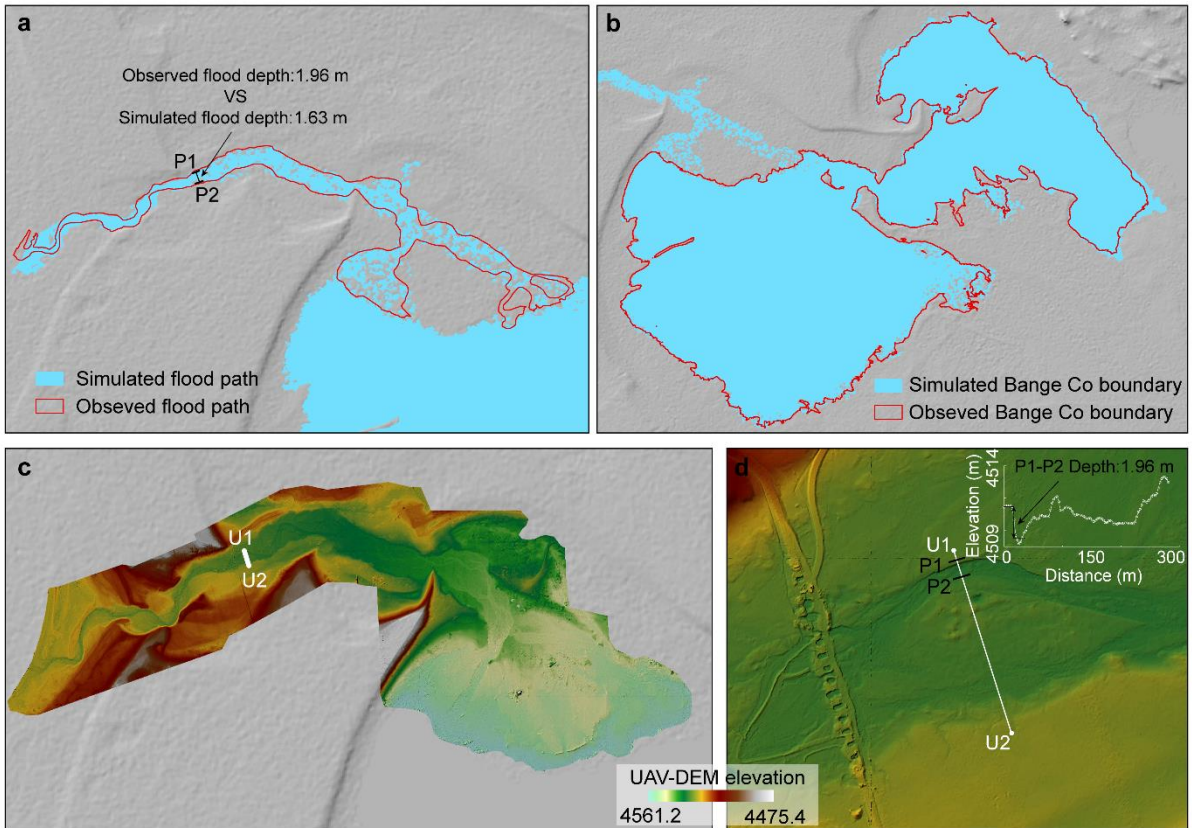 a
Observed flood depth:1.96 m
VS
Simulated flood depth:1.63 m
P1
P2
Simulated flood path
Obseved flood path
b
Simulated Bange Co boundary
Obseved Bange Co boundary
c
U1
U2
UAV-DEM elevation
4561.2 4475.4
d
P1-P2 Depth:1.96 m
Elevation (m)
4514
4509
0 150 300
Distance (m)
U1
P1
P2
U2